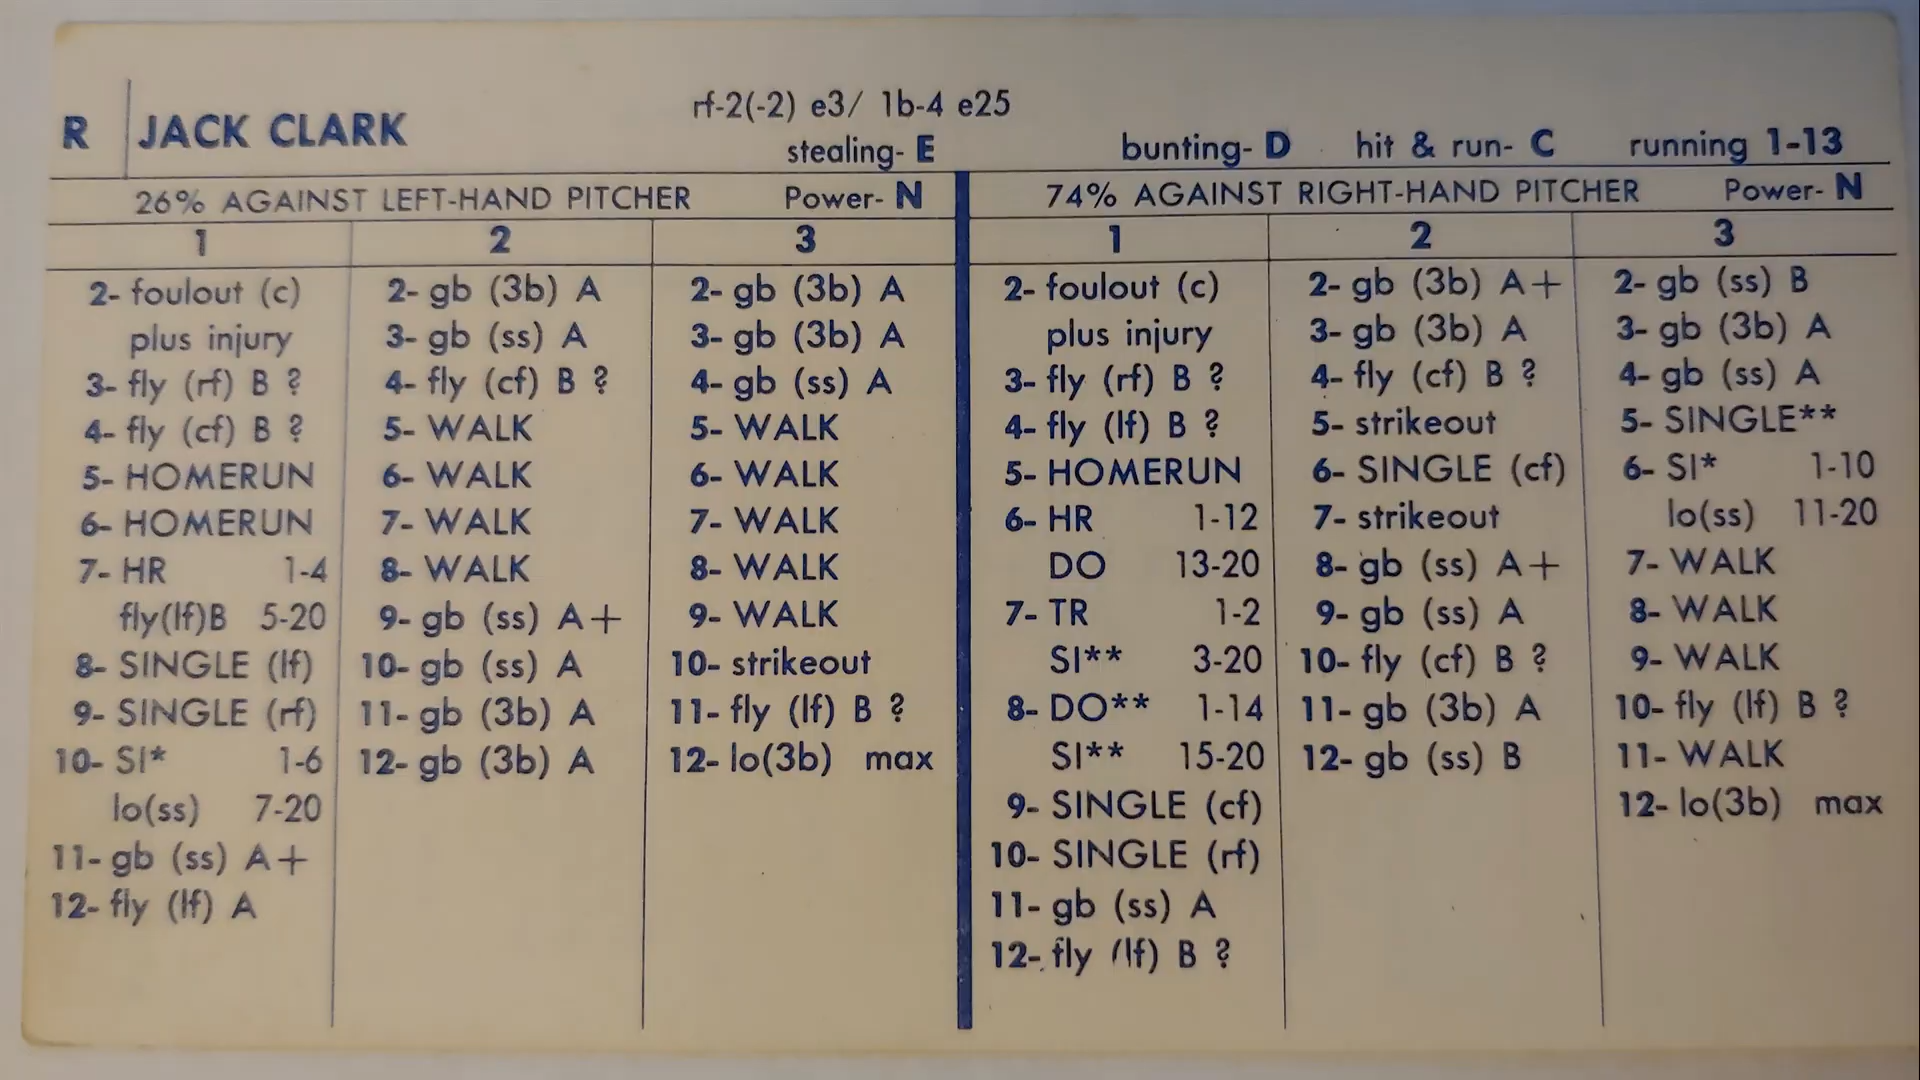 rf-2(-2) e3/ 1b-4 e25
R JACK CLARK
stealing- E bunting- D hit & run- C running 1-13
26% AGAINST LEFT-HAND PITCHER Power- N
1 2 3
2- foulout (c)
plus injury
3- fly (rf) B ?
4- fly (cf) B ?
5- HOMERUN
6- HOMERUN
7- HR 1-4
fly(lf)B 5-20
8- SINGLE (lf)
9- SINGLE (rf)
10- SI* 1-6
lo(ss) 7-20
11- gb (ss) A+
12- fly (lf) A
2- gb (3b) A
3- gb (ss) A
4- fly (cf) B ?
5- WALK
6- WALK
7- WALK
8- WALK
9- gb (ss) A+
10- gb (ss) A
11- gb (3b) A
12- gb (3b) A
2- gb (3b) A
3- gb (3b) A
4- gb (ss) A
5- WALK
6- WALK
7- WALK
8- WALK
9- WALK
10- strikeout
11- fly (lf) B ?
12- lo(3b) max
74% AGAINST RIGHT-HAND PITCHER Power- N
1 2 3
2- foulout (c)
plus injury
3- fly (rf) B ?
4- fly (lf) B ?
5- HOMERUN
6- HR 1-12
DO 13-20
7- TR 1-2
SI** 3-20
8- DO** 1-14
SI** 15-20
9- SINGLE (cf)
10- SINGLE (rf)
11- gb (ss) A
12- fly (lf) B ?
2- gb (3b) A+
3- gb (3b) A
4- fly (cf) B ?
5- strikeout
6- SINGLE (cf)
7- strikeout
8- gb (ss) A+
9- gb (ss) A
10- fly (cf) B ?
11- gb (3b) A
12- gb (ss) B
2- gb (ss) B
3- gb (3b) A
4- gb (ss) A
5- SINGLE**
6- SI* 1-10
lo(ss) 11-20
7- WALK
8- WALK
9- WALK
10- fly (lf) B ?
11- WALK
12- lo(3b) max